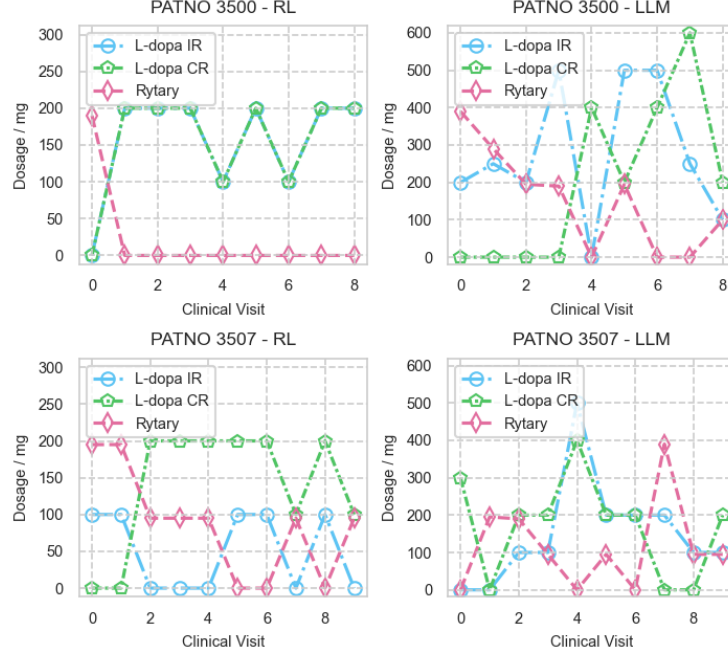 PATNO 3500 - RL
300
250
200
150
100
50
0
Dosage / mg
L-dopa IR
L-dopa CR
Rytary
0
2
4
6
8
Clinical Visit
PATNO 3500 - LLM
600
500
400
300
200
100
0
Dosage / mg
L-dopa IR
L-dopa CR
Rytary
0
2
4
6
8
Clinical Visit
PATNO 3507 - RL
300
250
200
150
100
50
0
Dosage / mg
L-dopa IR
L-dopa CR
Rytary
0
2
4
6
8
Clinical Visit
PATNO 3507 - LLM
600
500
400
300
200
100
0
Dosage / mg
L-dopa IR
L-dopa CR
Rytary
0
2
4
6
8
Clinical Visit